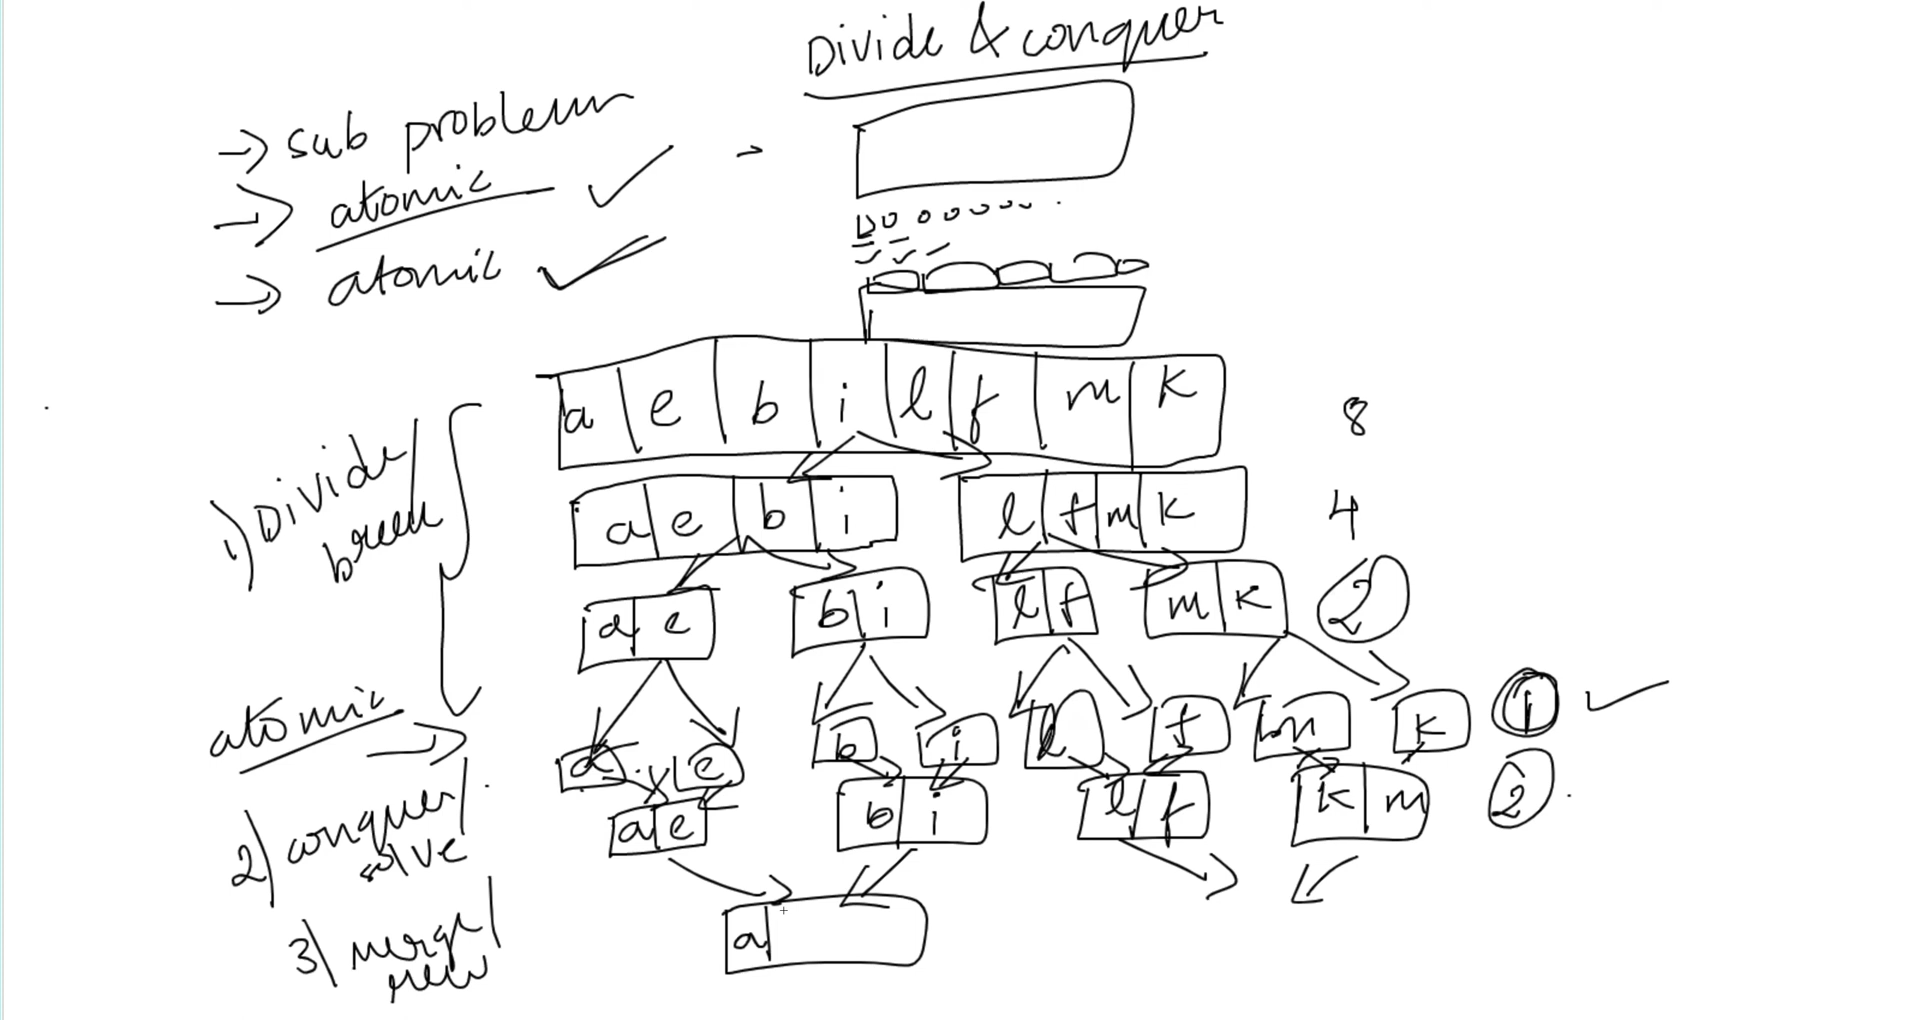 Divide & conquer
→ sub problem
→ atomic ✓
→ atomic ✓
a e b i l f m k
8
1) Divide/
a e b i
l f m k
4
a e
b i
l f
m k
2
atomic
a e b i l f m k
1 ✓
2) conquer/
solve
a e
b i
l f
k m
2
3) merge/
a